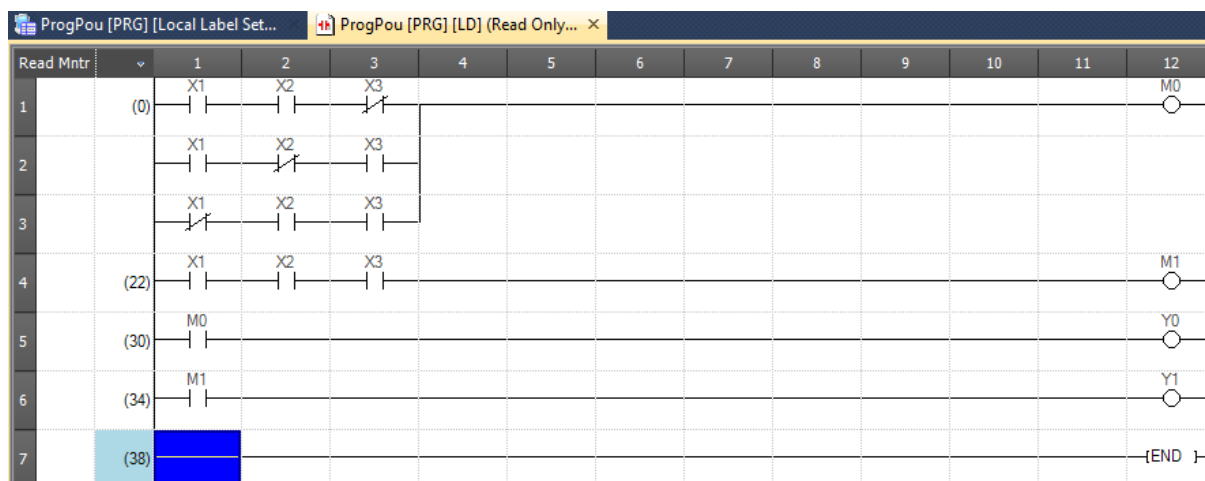 ProgPou [PRG] [Local Label Set... ProgPou [PRG] [LD] (Read Only... ×
Read Mntr 1 2 3 4 5 6 7 8 9 10 11 12
X1 X2 X3 M0
1 (0)
X1 X2 X3
2
X1 X2 X3
3
X1 X2 X3 M1
4 (22)
M0 Y0
5 (30)
M1 Y1
6 (34)
7 (38) [END ]